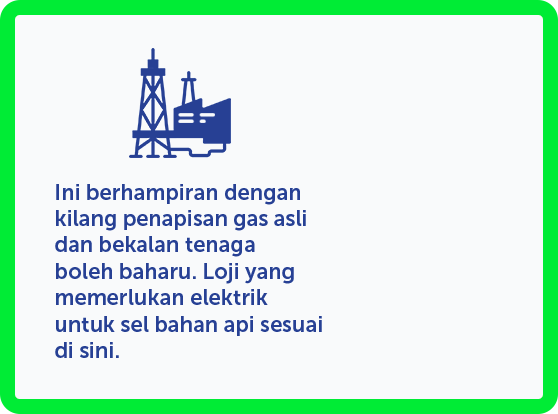 Ini berhampiran dengan
kilang penapisan gas asli
dan bekalan tenaga
boleh baharu. Loji yang
memerlukan elektrik
untuk sel bahan api sesuai
di sini.